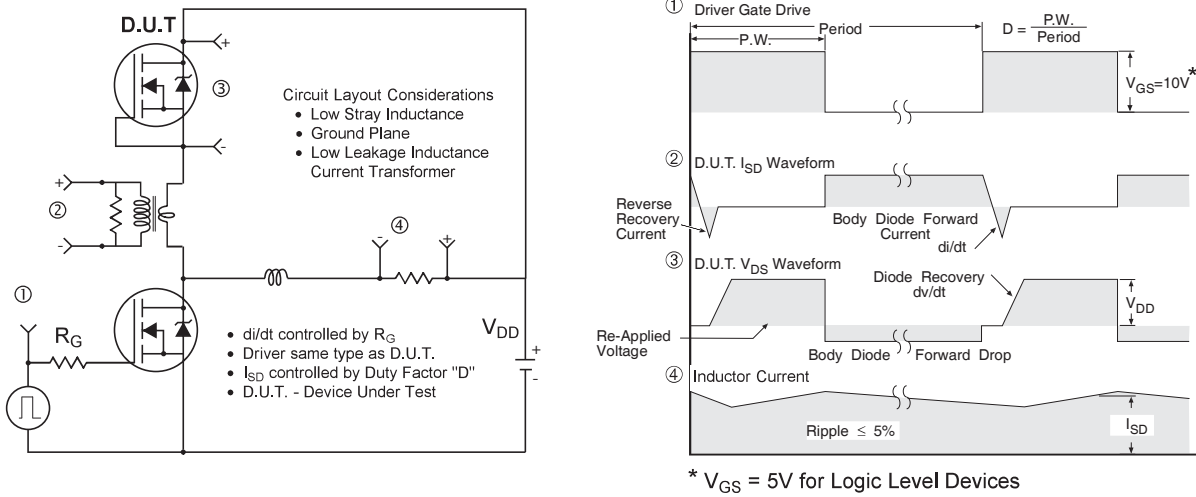 D.U.T
+
③
-
Circuit Layout Considerations
• Low Stray Inductance
• Ground Plane
• Low Leakage Inductance
Current Transformer
+
②
-
④
-
+
①
R_G
V_DD
+
-
• di/dt controlled by R_G
• Driver same type as D.U.T.
• I_SD controlled by Duty Factor "D"
• D.U.T. - Device Under Test
① Driver Gate Drive
Period
P.W.
D = P.W.
Period
V_GS=10V*
② D.U.T. I_SD Waveform
Reverse
Recovery
Current
Body Diode Forward
Current
di/dt
③ D.U.T. V_DS Waveform
Diode Recovery
dv/dt
V_DD
Re-Applied
Voltage
Body Diode Forward Drop
④ Inductor Current
Ripple ≤ 5%
I_SD
* V_GS = 5V for Logic Level Devices